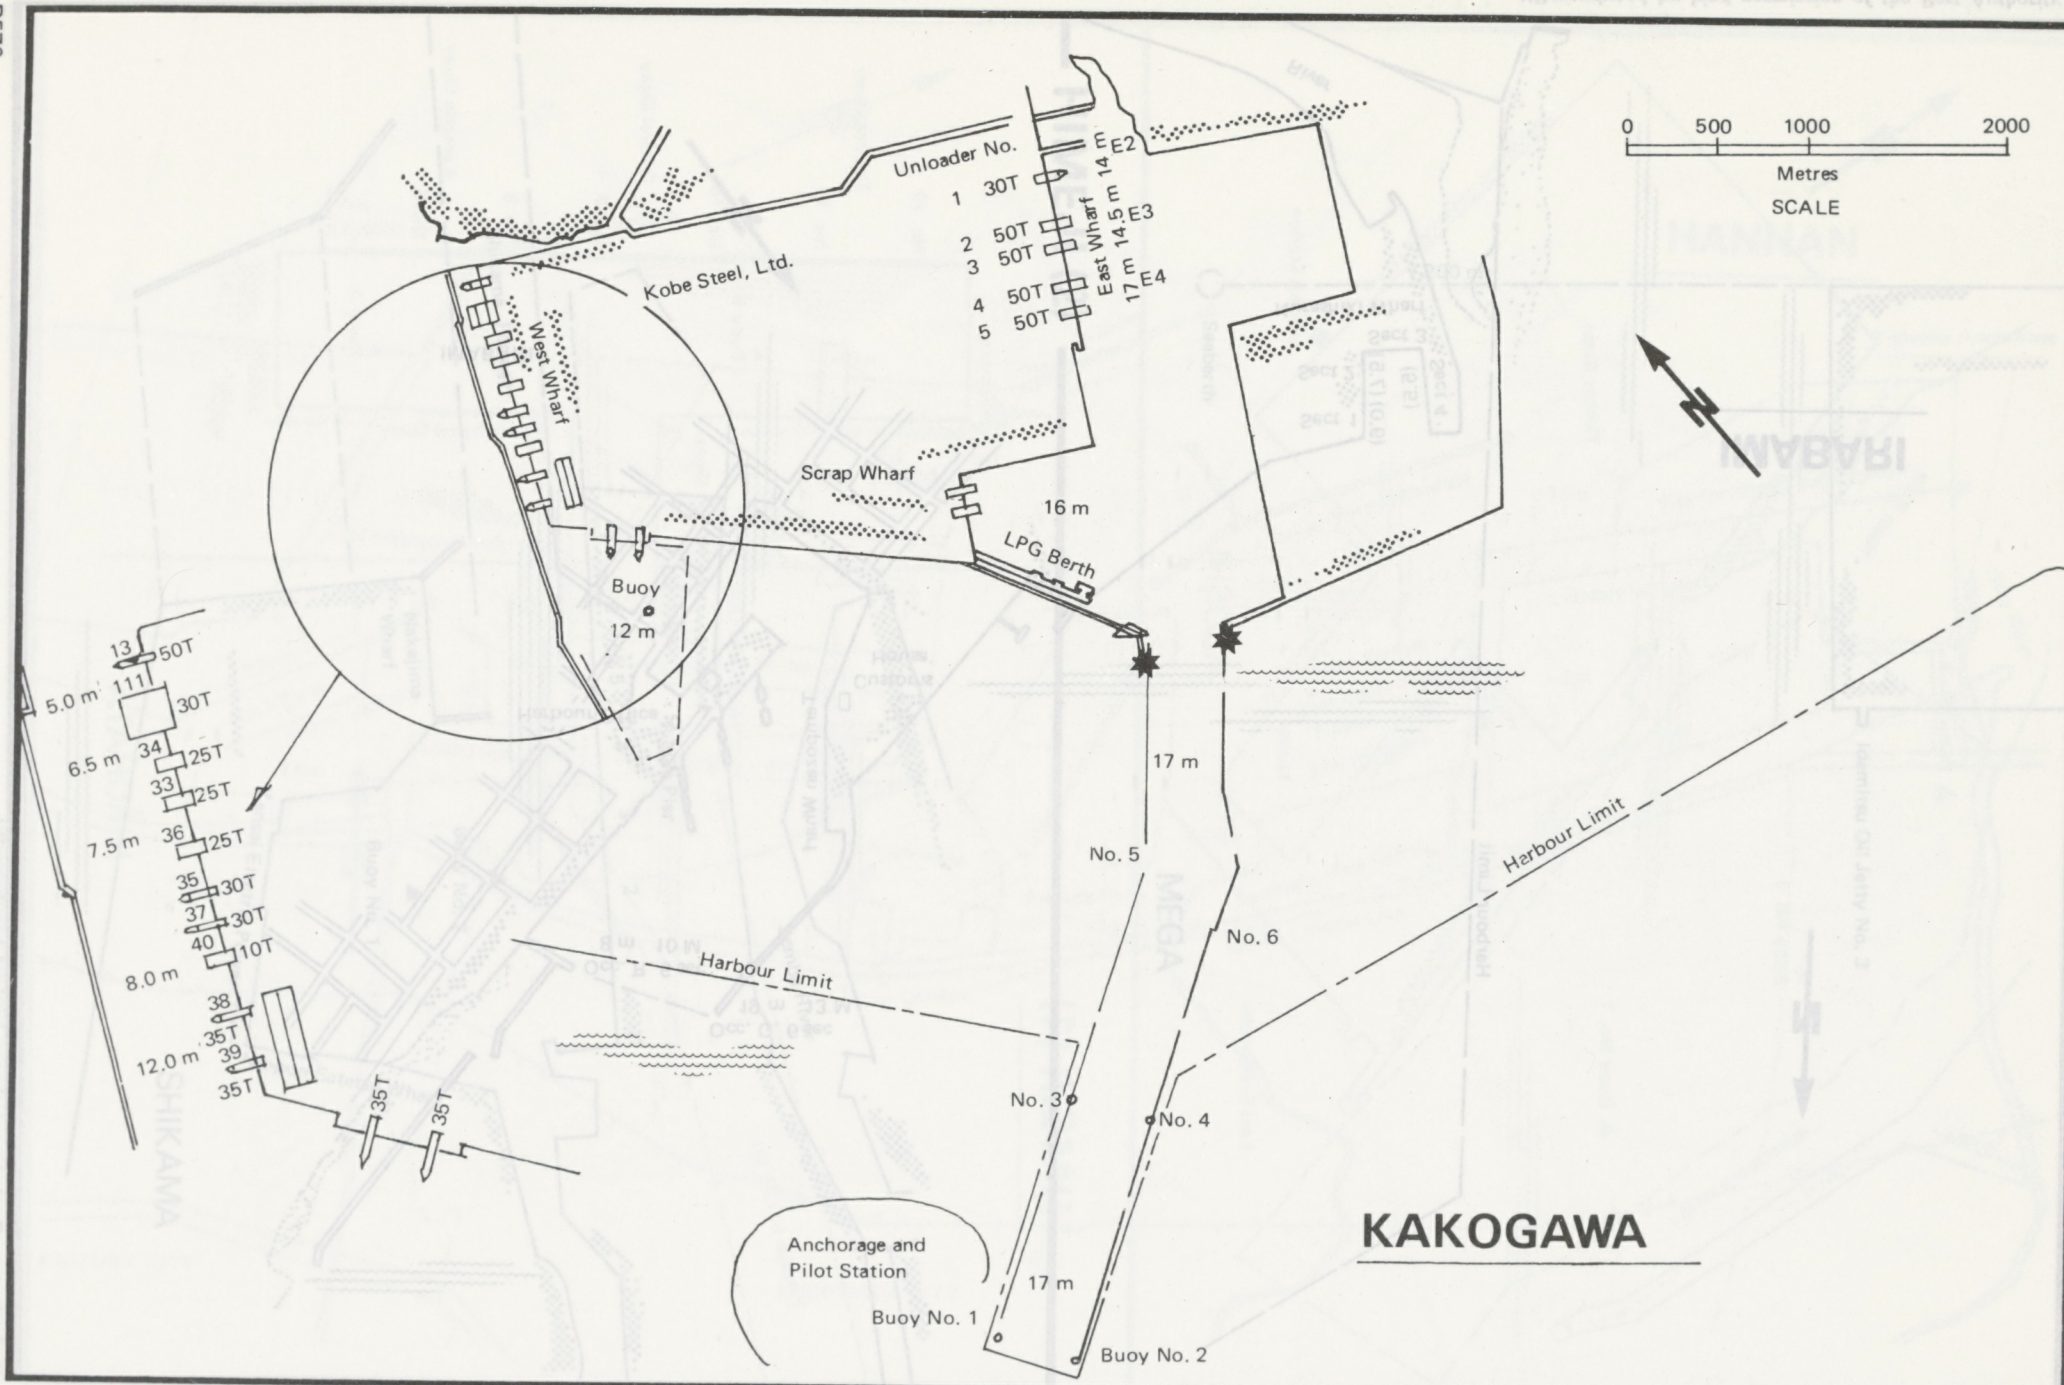 0 500 1000 2000
Metres
SCALE
Unloader No.
1 30T
2 50T
3 50T
4 50T
5 50T
East Wharf
17 m 14.5 m 14 m
E2
E3
E4
Kobe Steel, Ltd.
West Wharf
Scrap Wharf
16 m
LPG Berth
Buoy
12 m
N
13 50T
5.0 m
111
30T
6.5 m
34 25T
33 25T
7.5 m
36 25T
35 30T
37 30T
40 10T
8.0 m
38
35T
12.0 m
39
35T
35T
35T
17 m
No. 5
No. 6
Harbour Limit
Harbour Limit
No. 3
No. 4
Anchorage and
Pilot Station
17 m
Buoy No. 1
Buoy No. 2
KAKOGAWA